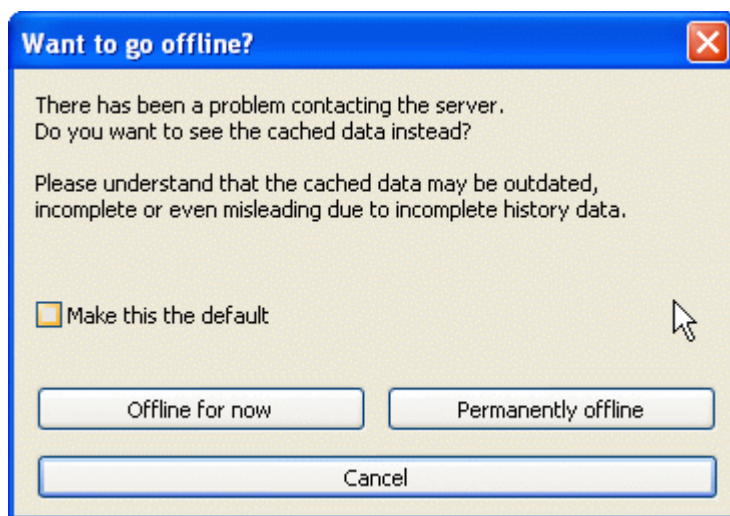 Want to go offline?
There has been a problem contacting the server.
Do you want to see the cached data instead?
Please understand that the cached data may be outdated,
incomplete or even misleading due to incomplete history data.
Make this the default
Offline for now
Permanently offline
Cancel